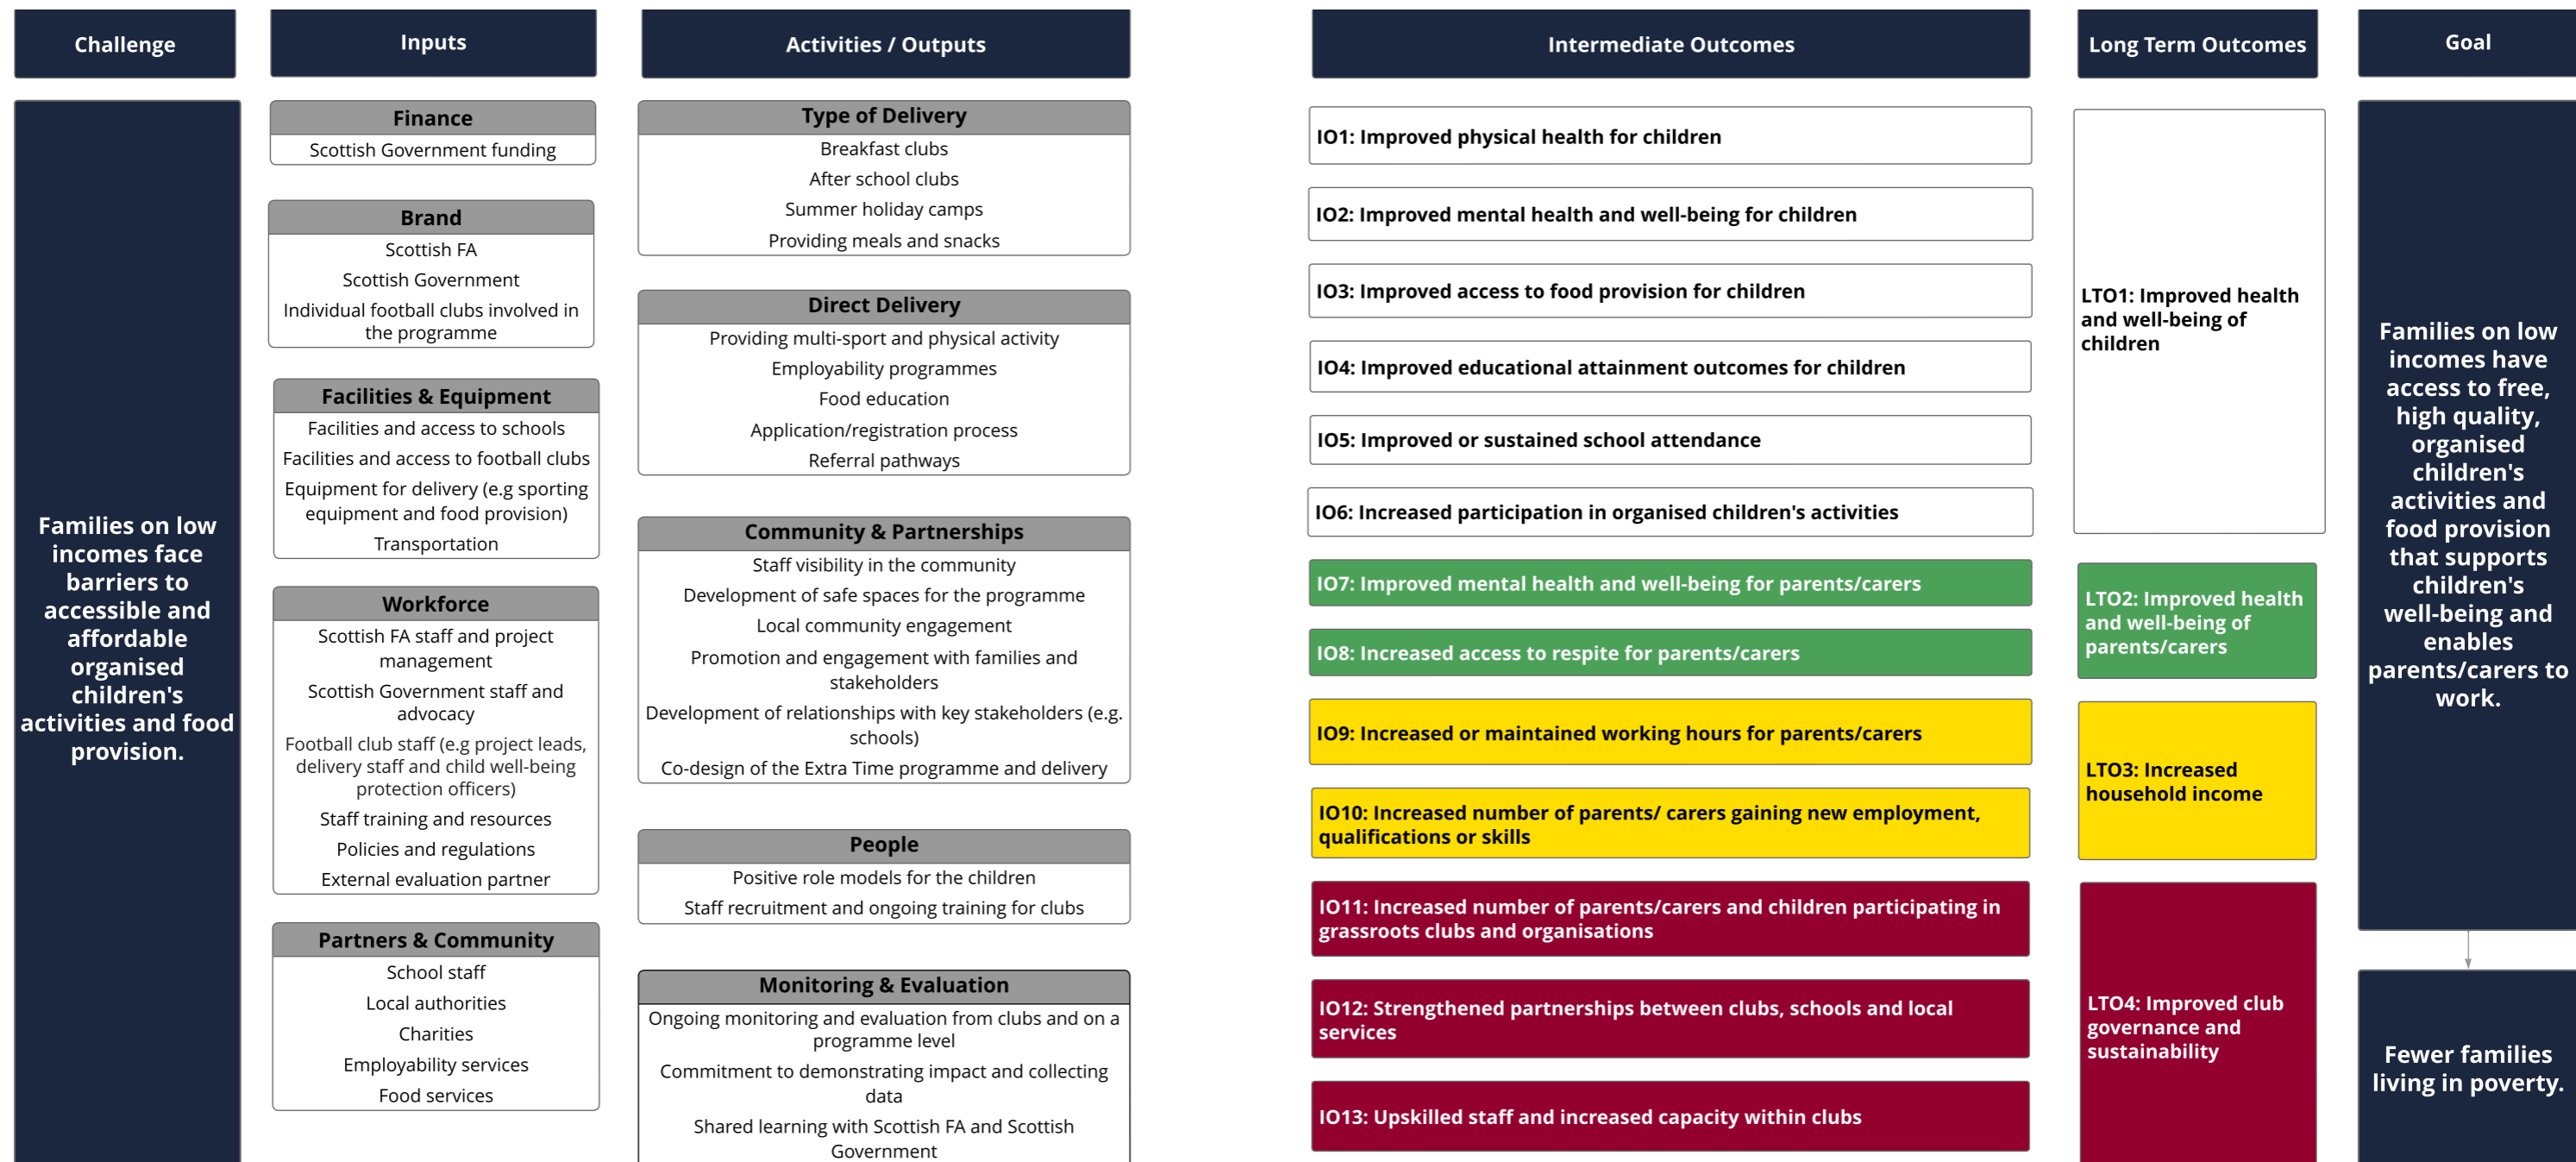 Challenge
Inputs
Activities / Outputs
Intermediate Outcomes
Long Term Outcomes
Goal
Families on low
incomes face
barriers to
accessible and
affordable
organised
children's
activities and food
provision.
Finance
Scottish Government funding
Brand
Scottish FA
Scottish Government
Individual football clubs involved in
the programme
Facilities & Equipment
Facilities and access to schools
Facilities and access to football clubs
Equipment for delivery (e.g sporting
equipment and food provision)
Transportation
Workforce
Scottish FA staff and project
management
Scottish Government staff and
advocacy
Football club staff (e.g project leads,
delivery staff and child well-being
protection officers)
Staff training and resources
Policies and regulations
External evaluation partner
Partners & Community
School staff
Local authorities
Charities
Employability services
Food services
Type of Delivery
Breakfast clubs
After school clubs
Summer holiday camps
Providing meals and snacks
Direct Delivery
Providing multi-sport and physical activity
Employability programmes
Food education
Application/registration process
Referral pathways
Community & Partnerships
Staff visibility in the community
Development of safe spaces for the programme
Local community engagement
Promotion and engagement with families and
stakeholders
Development of relationships with key stakeholders (e.g.
schools)
Co-design of the Extra Time programme and delivery
People
Positive role models for the children
Staff recruitment and ongoing training for clubs
Monitoring & Evaluation
Ongoing monitoring and evaluation from clubs and on a
programme level
Commitment to demonstrating impact and collecting
data
Shared learning with Scottish FA and Scottish
Government
IO1: Improved physical health for children
IO2: Improved mental health and well-being for children
IO3: Improved access to food provision for children
IO4: Improved educational attainment outcomes for children
IO5: Improved or sustained school attendance
IO6: Increased participation in organised children's activities
IO7: Improved mental health and well-being for parents/carers
IO8: Increased access to respite for parents/carers
IO9: Increased or maintained working hours for parents/carers
IO10: Increased number of parents/ carers gaining new employment,
qualifications or skills
IO11: Increased number of parents/carers and children participating in
grassroots clubs and organisations
IO12: Strengthened partnerships between clubs, schools and local
services
IO13: Upskilled staff and increased capacity within clubs
LTO1: Improved health
and well-being of
children
LTO2: Improved health
and well-being of
parents/carers
LTO3: Increased
household income
LTO4: Improved club
governance and
sustainability
Families on low
incomes have
access to free,
high quality,
organised
children's
activities and
food provision
that supports
children's
well-being and
enables
parents/carers to
work.
Fewer families
living in poverty.